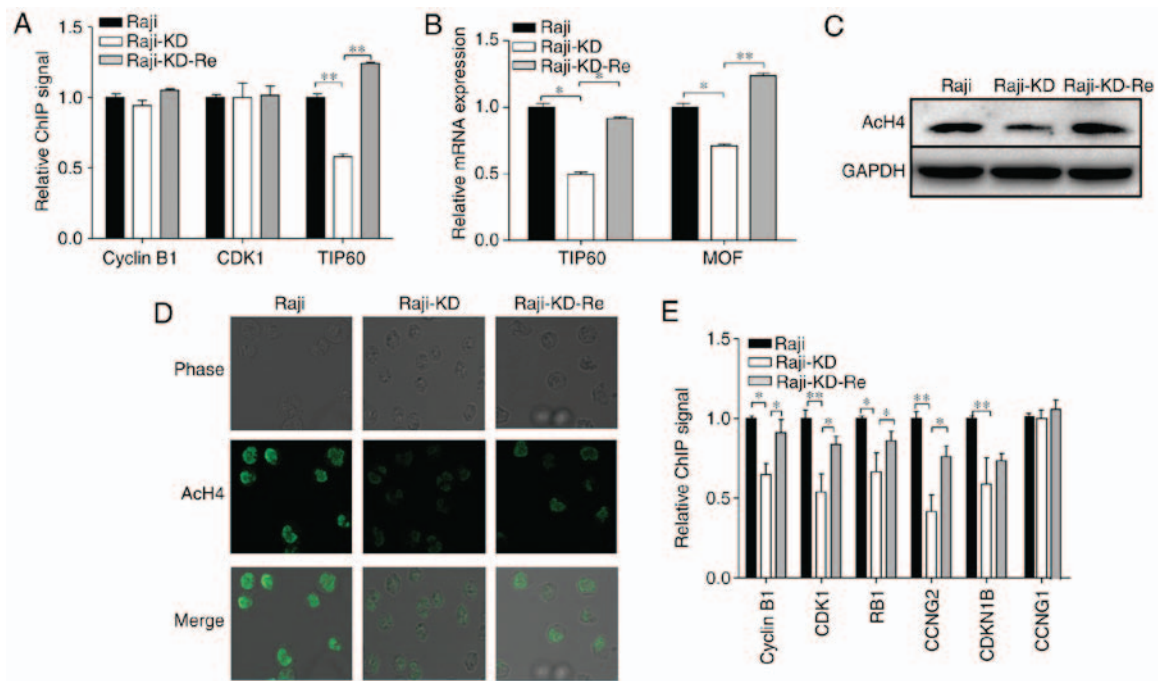 A
Relative ChIP signal
1.5
1.0
0.5
0.0
Raji
Raji-KD
Raji-KD-Re
**
**
Cyclin B1
CDK1
TIP60
B
Relative mRNA expression
1.5
1.0
0.5
0.0
Raji
Raji-KD
Raji-KD-Re
*
*
*
**
TIP60
MOF
C
Raji Raji-KD Raji-KD-Re
AcH4
GAPDH
D
Raji Raji-KD Raji-KD-Re
Phase
AcH4
Merge
E
Relative ChIP signal
1.5
1.0
0.5
0.0
Raji
Raji-KD
Raji-KD-Re
*
*
**
*
*
*
**
*
**
Cyclin B1
CDK1
RB1
CCNG2
CDKN1B
CCNG1